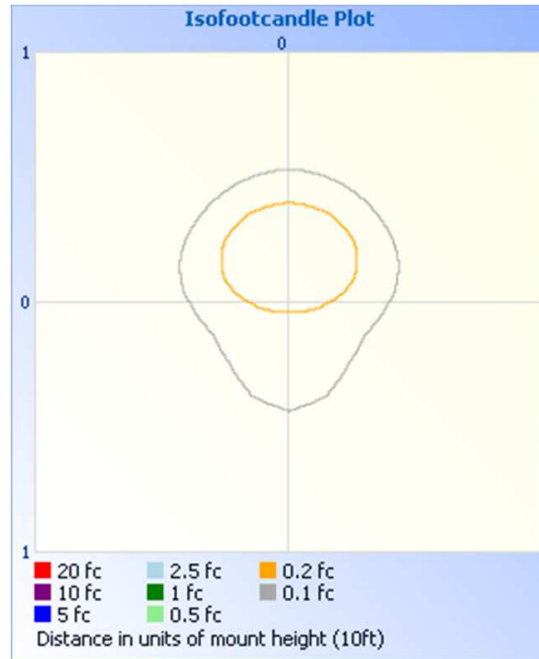 Isofootcandle Plot
0
1
0
1
20 fc 2.5 fc 0.2 fc
10 fc 1 fc 0.1 fc
5 fc 0.5 fc
Distance in units of mount height (10ft)